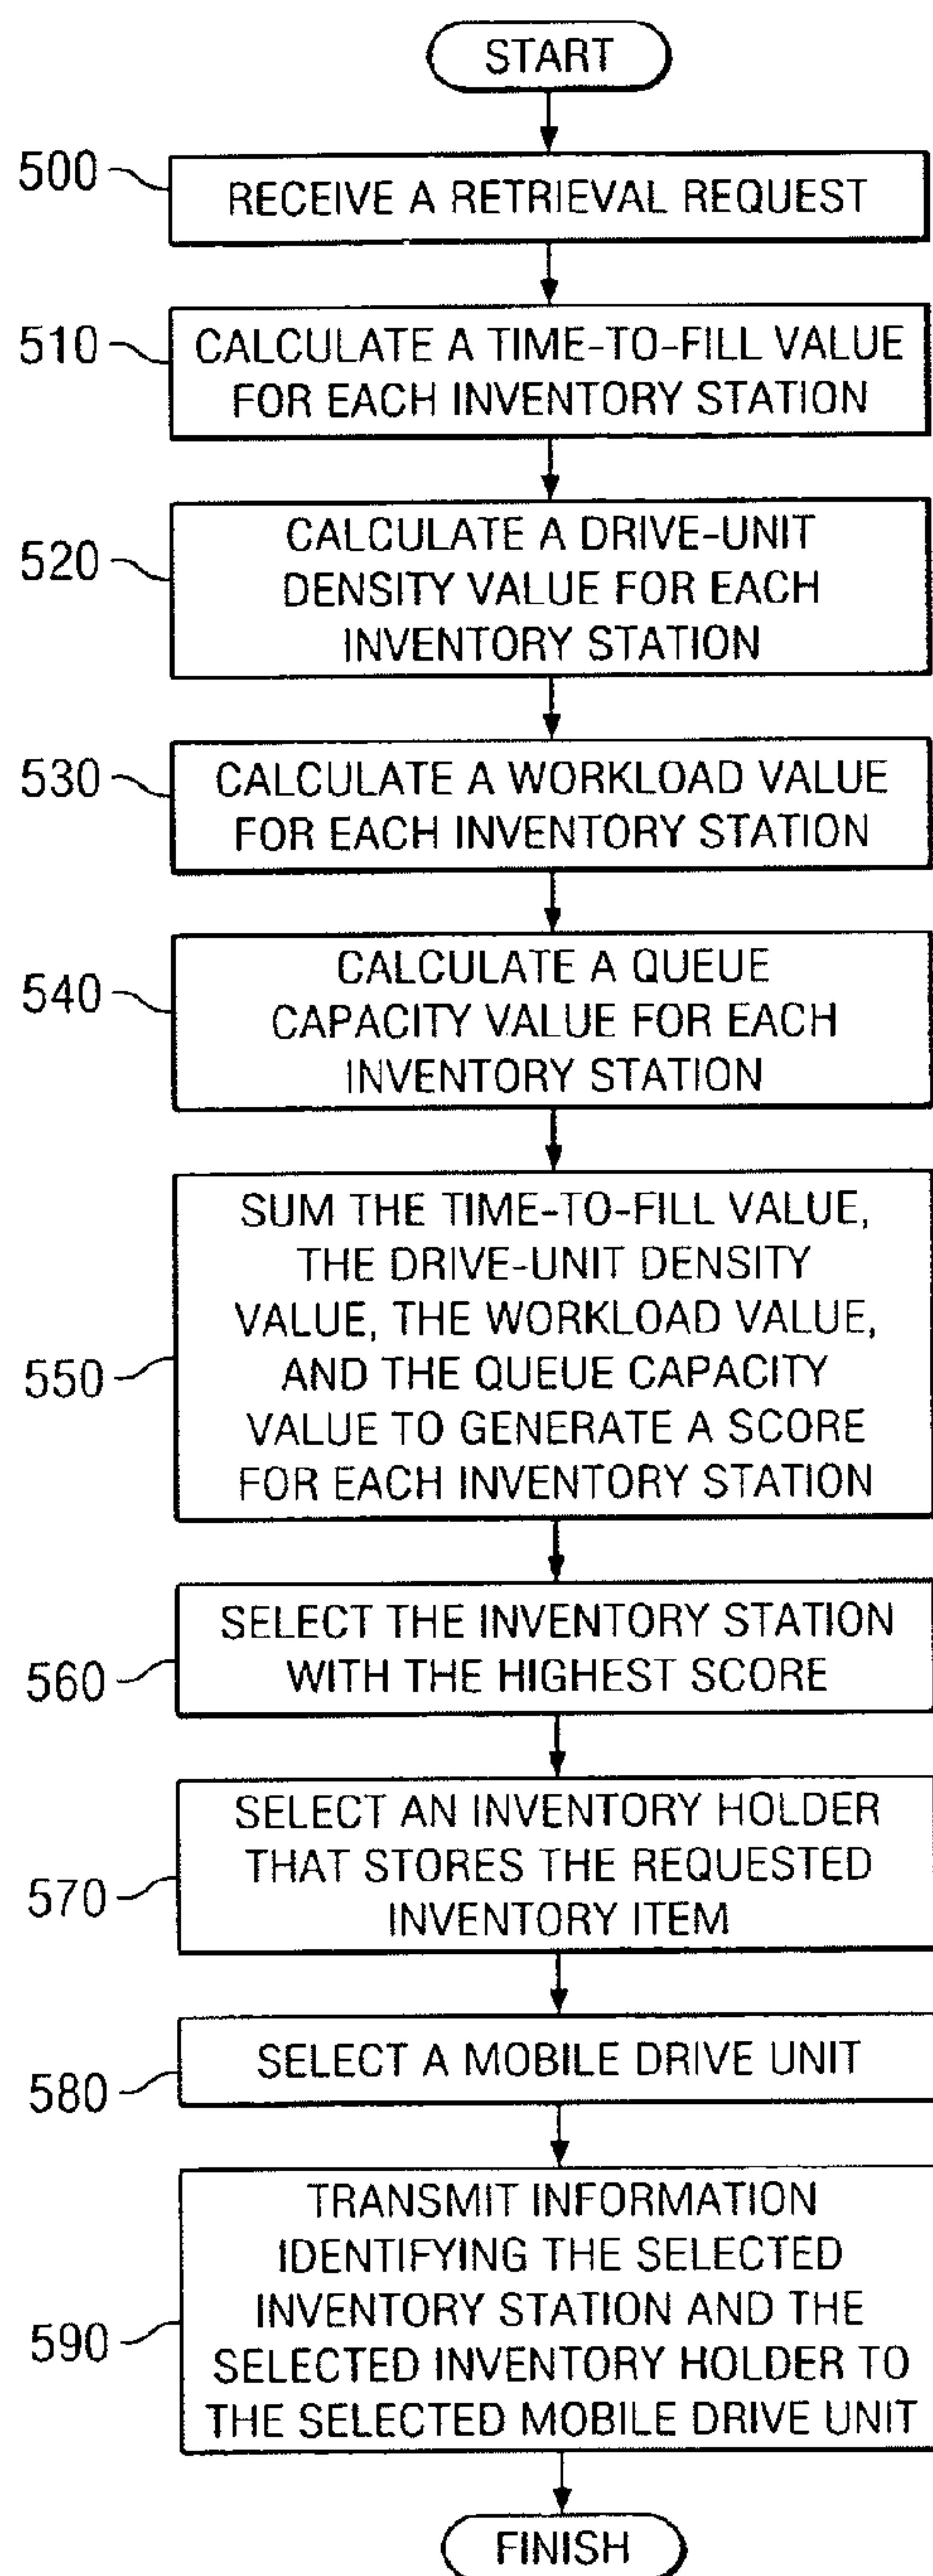 START
500
RECEIVE A RETRIEVAL REQUEST
510
CALCULATE A TIME-TO-FILL VALUE
FOR EACH INVENTORY STATION
520
CALCULATE A DRIVE-UNIT
DENSITY VALUE FOR EACH
INVENTORY STATION
530
CALCULATE A WORKLOAD VALUE
FOR EACH INVENTORY STATION
540
CALCULATE A QUEUE
CAPACITY VALUE FOR EACH
INVENTORY STATION
550
SUM THE TIME-TO-FILL VALUE,
THE DRIVE-UNIT DENSITY
VALUE, THE WORKLOAD VALUE,
AND THE QUEUE CAPACITY
VALUE TO GENERATE A SCORE
FOR EACH INVENTORY STATION
560
SELECT THE INVENTORY STATION
WITH THE HIGHEST SCORE
570
SELECT AN INVENTORY HOLDER
THAT STORES THE REQUESTED
INVENTORY ITEM
580
SELECT A MOBILE DRIVE UNIT
590
TRANSMIT INFORMATION
IDENTIFYING THE SELECTED
INVENTORY STATION AND THE
SELECTED INVENTORY HOLDER TO
THE SELECTED MOBILE DRIVE UNIT
FINISH